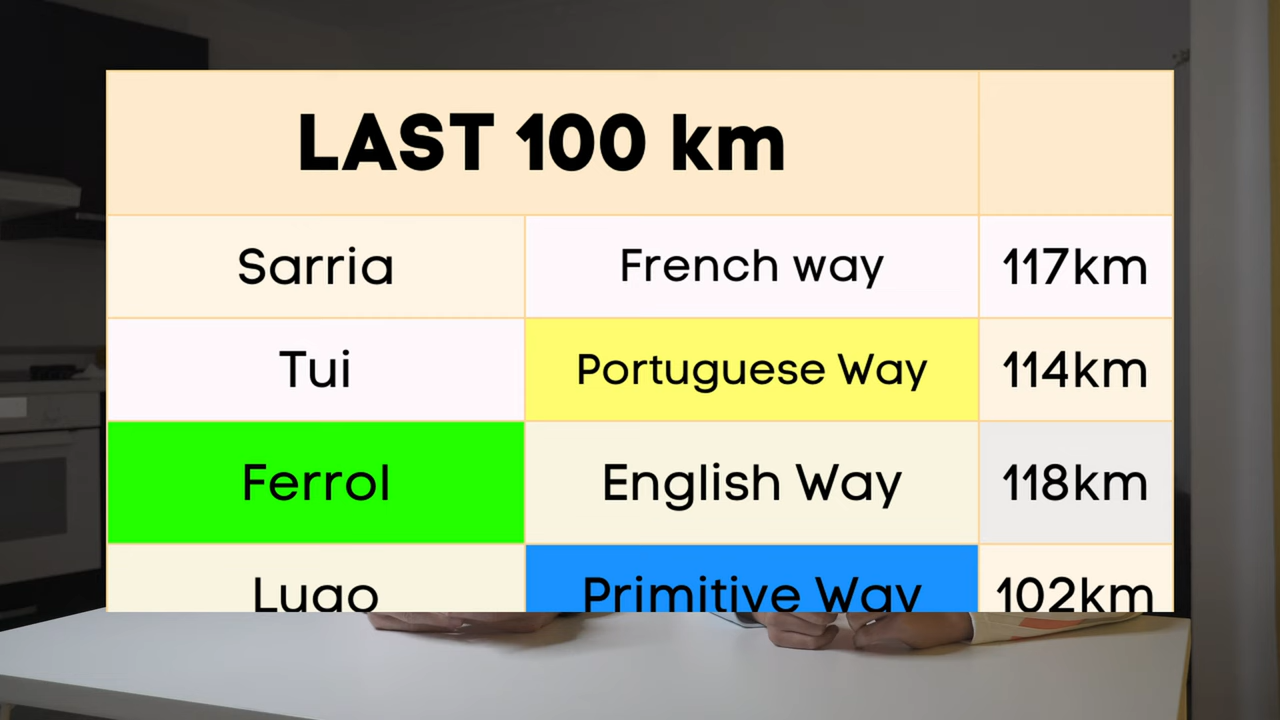 LAST 100 km
Sarria French way 117km
Tui Portuguese Way 114km
Ferrol English Way 118km
Lugo Primitive Way 102km